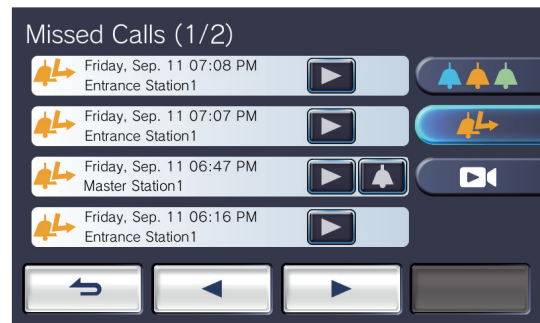 Missed Calls (1/2)
Friday, Sep. 11 07:08 PM
Entrance Station1
Friday, Sep. 11 07:07 PM
Entrance Station1
Friday, Sep. 11 06:47 PM
Master Station1
Friday, Sep. 11 06:16 PM
Entrance Station1